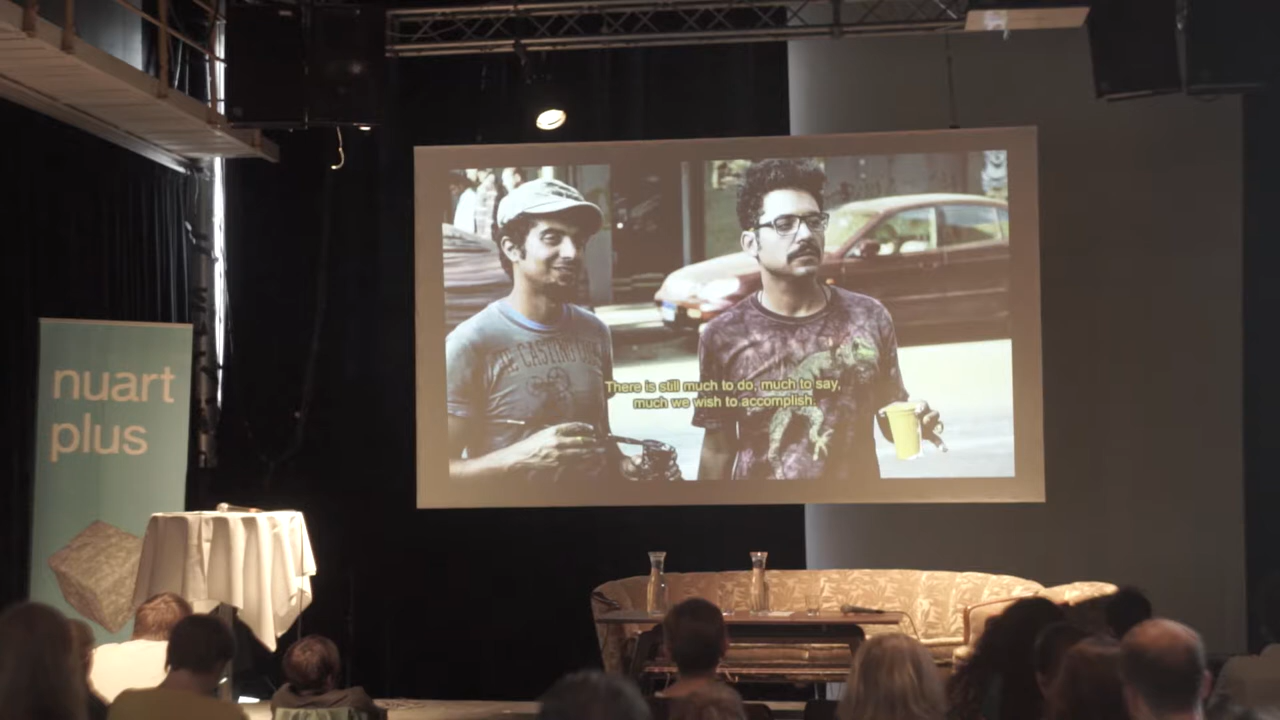 nuart
plus
There is still much to do, much to say,
much we wish to accomplish.